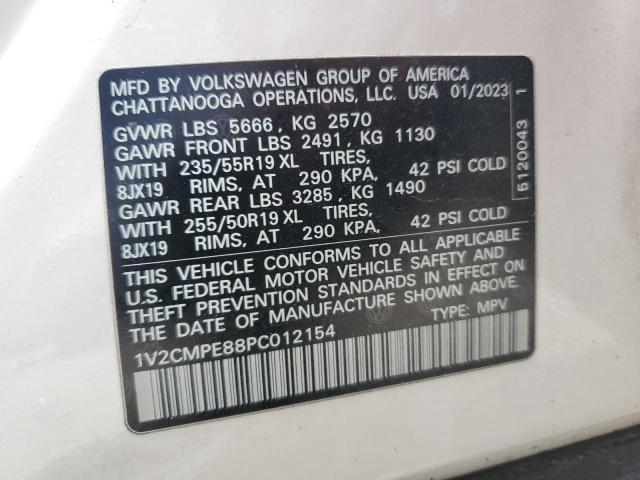 MFD BY VOLKSWAGEN GROUP OF AMERICA
CHATTANOOGA OPERATIONS, LLC. USA 01/2023
GVWR LBS 5666, KG 2570
GAWR FRONT LBS 2491, KG 1130
WITH 235/55R19 XL TIRES,
8JX19 RIMS, AT 290 KPA, 42 PSI COLD
GAWR REAR LBS 3285, KG 1490
WITH 255/50R19 XL TIRES,
8JX19 RIMS, AT 290 KPA, 42 PSI COLD
THIS VEHICLE CONFORMS TO ALL APPLICABLE
U.S. FEDERAL MOTOR VEHICLE SAFETY AND
THEFT PREVENTION STANDARDS IN EFFECT ON
THE DATE OF MANUFACTURE SHOWN ABOVE.
1V2CMPE88PC012154 TYPE: MPV
5120043 1